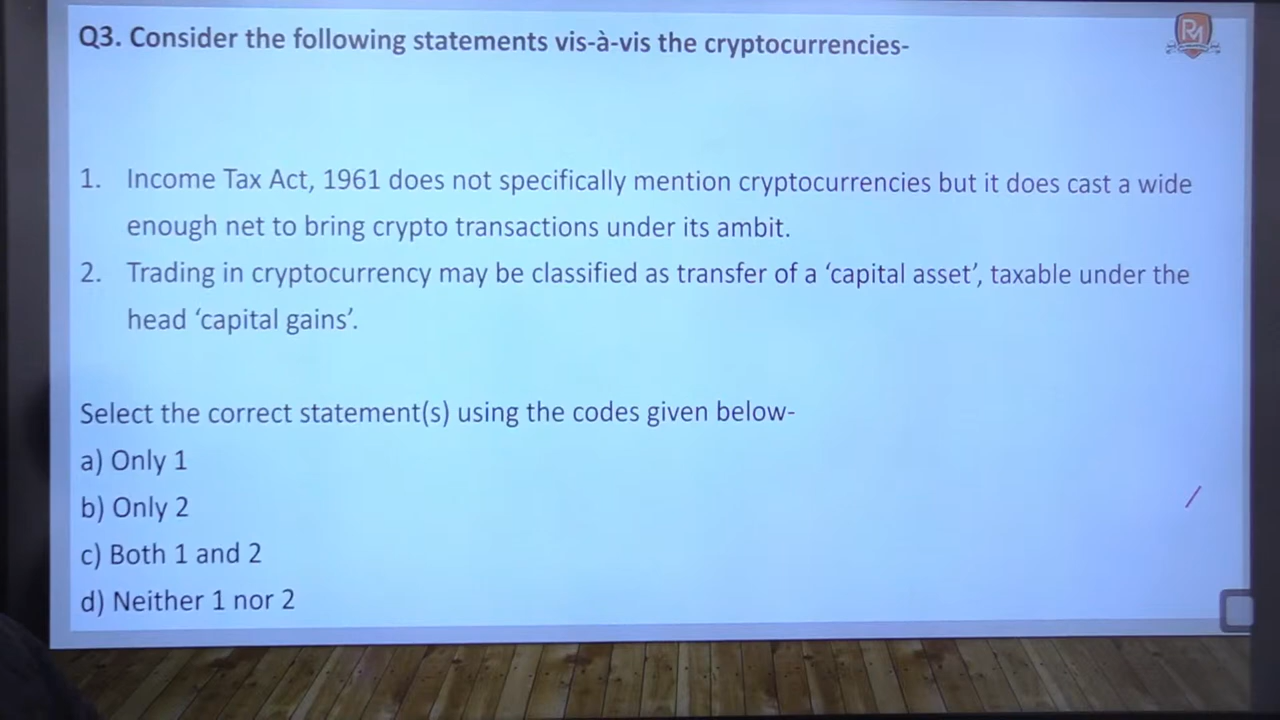 Q3. Consider the following statements vis-à-vis the cryptocurrencies-
1. Income Tax Act, 1961 does not specifically mention cryptocurrencies but it does cast a wide
enough net to bring crypto transactions under its ambit.
2. Trading in cryptocurrency may be classified as transfer of a ‘capital asset’, taxable under the
head ‘capital gains’.
Select the correct statement(s) using the codes given below-
a) Only 1
b) Only 2
c) Both 1 and 2
d) Neither 1 nor 2